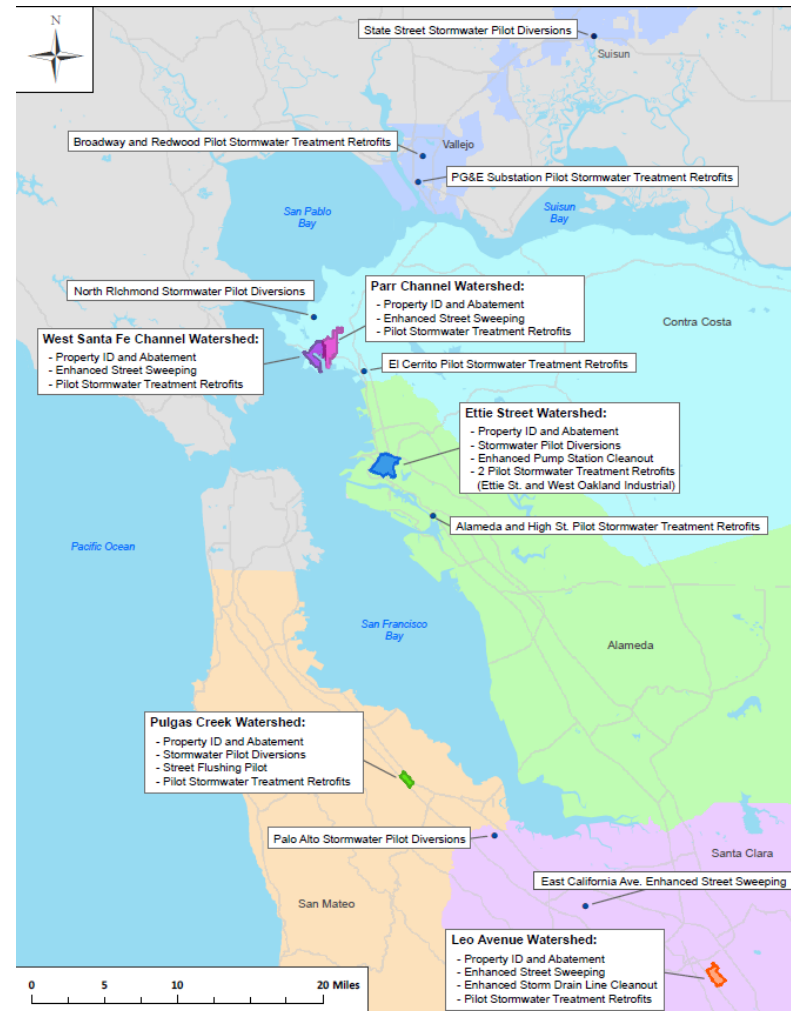 N
State Street Stormwater Pilot Diversions
Suisun
Broadway and Redwood Pilot Stormwater Treatment Retrofits
Vallejo
PG&E Substation Pilot Stormwater Treatment Retrofits
San Pablo
Bay
Suisun
Bay
North RIchmond Stormwater Pilot Diversions
Parr Channel Watershed:
- Property ID and Abatement
- Enhanced Street Sweeping
- Pilot Stormwater Treatment Retrofits
Contra Costa
West Santa Fe Channel Watershed:
- Property ID and Abatement
- Enhanced Street Sweeping
- Pilot Stormwater Treatment Retrofits
El Cerrito Pilot Stormwater Treatment Retrofits
Ettie Street Watershed:
- Property ID and Abatement
- Stormwater Pilot Diversions
- Enhanced Pump Station Cleanout
- 2 Pilot Stormwater Treatment Retrofits
(Ettie St. and West Oakland Industrial)
Alameda and High St. Pilot Stormwater Treatment Retrofits
Pacific Ocean
San Francisco
Bay
Alameda
Pulgas Creek Watershed:
- Property ID and Abatement
- Stormwater Pilot Diversions
- Street Flushing Pilot
- Pilot Stormwater Treatment Retrofits
Palo Alto Stormwater Pilot Diversions
Santa Clara
East California Ave. Enhanced Street Sweeping
San Mateo
Leo Avenue Watershed:
- Property ID and Abatement
- Enhanced Street Sweeping
- Enhanced Storm Drain Line Cleanout
- Pilot Stormwater Treatment Retrofits
0 5 10 20 Miles